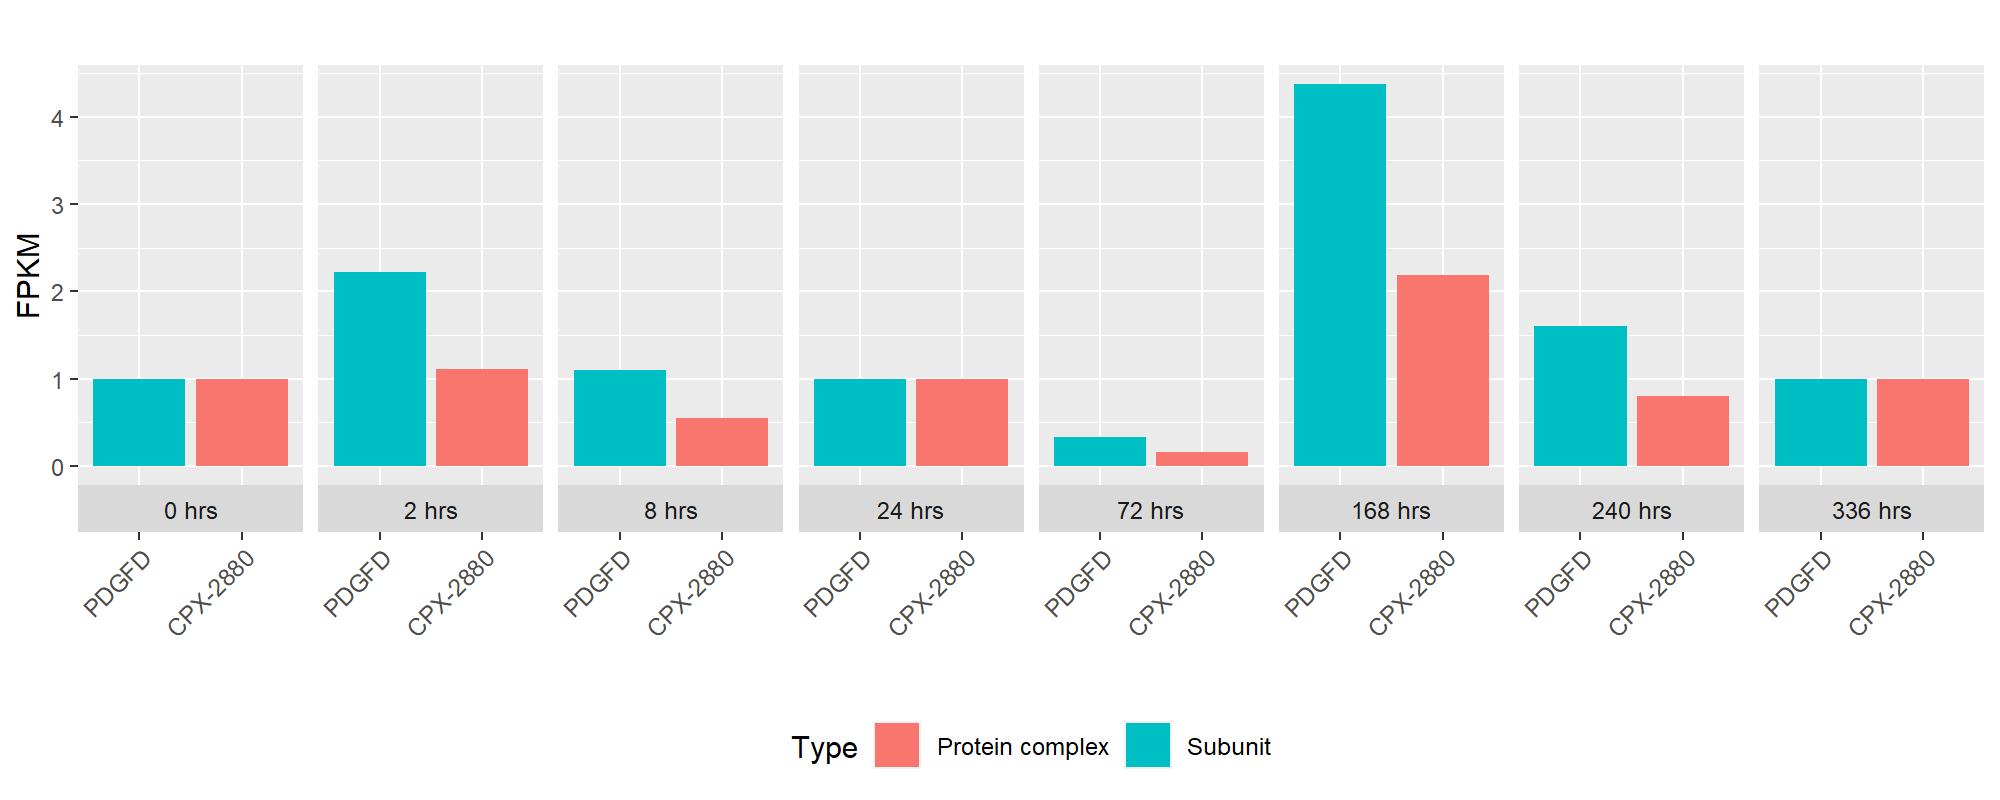 FPKM
4
3
2
1
0
0 hrs 2 hrs 8 hrs 24 hrs 72 hrs 168 hrs 240 hrs 336 hrs
PDGFD CPX-2880 PDGFD CPX-2880 PDGFD CPX-2880 PDGFD CPX-2880 PDGFD CPX-2880 PDGFD CPX-2880 PDGFD CPX-2880 PDGFD CPX-2880
Type Protein complex Subunit